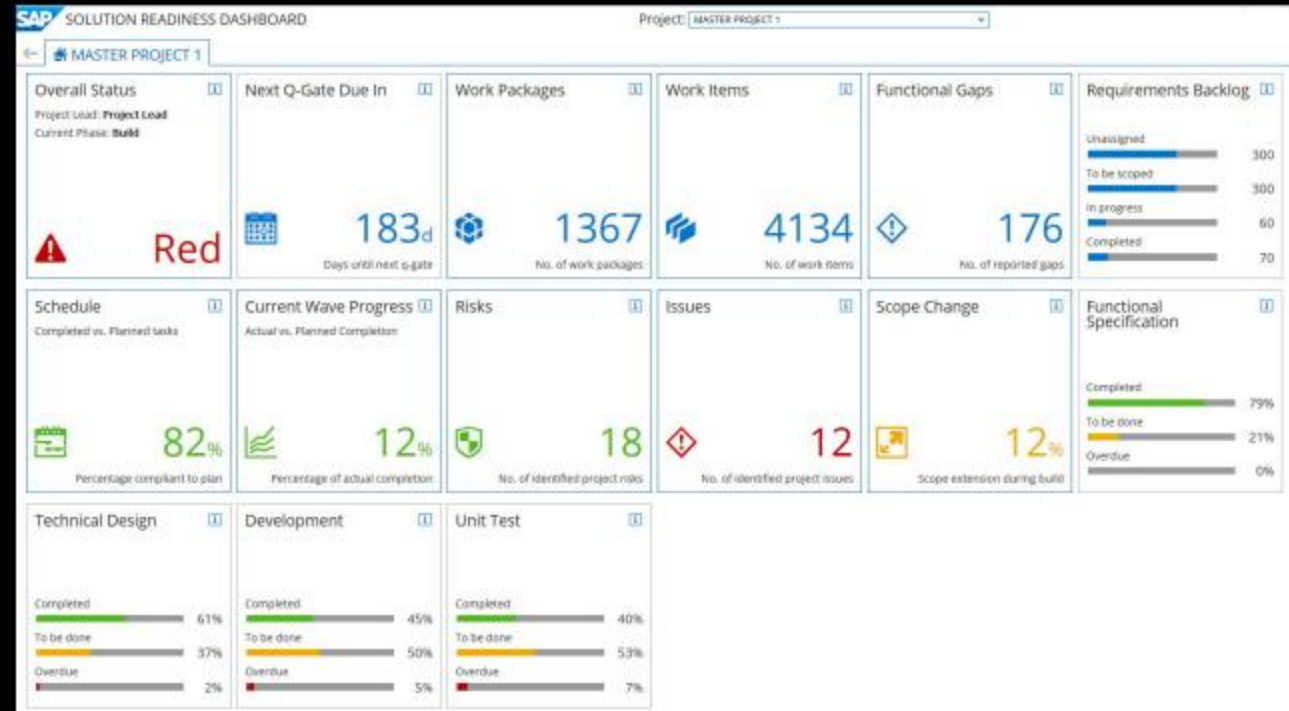 SAP SOLUTION READINESS DASHBOARD
Project: MASTER PROJECT 1
MASTER PROJECT 1
Overall Status
Project Lead: Project Lead
Current Phase: Build
Red
Next Q-Gate Due In
183d
Days until next q-gate
Work Packages
1367
No. of work packages
Work Items
4134
No. of work items
Functional Gaps
176
No. of reported gaps
Requirements Backlog
Unassigned
300
To be scoped
300
In progress
60
Completed
70
Schedule
Completed vs. Planned tasks
82%
Percentage compliant to plan
Current Wave Progress
Actual vs. Planned Completion
12%
Percentage of actual completion
Risks
18
No. of identified project risks
Issues
12
No. of identified project issues
Scope Change
12%
Scope extension during build
Functional
Specification
Completed
79%
To be done
21%
Overdue
0%
Technical Design
Completed
61%
To be done
37%
Overdue
2%
Development
Completed
45%
To be done
50%
Overdue
5%
Unit Test
Completed
40%
To be done
53%
Overdue
7%